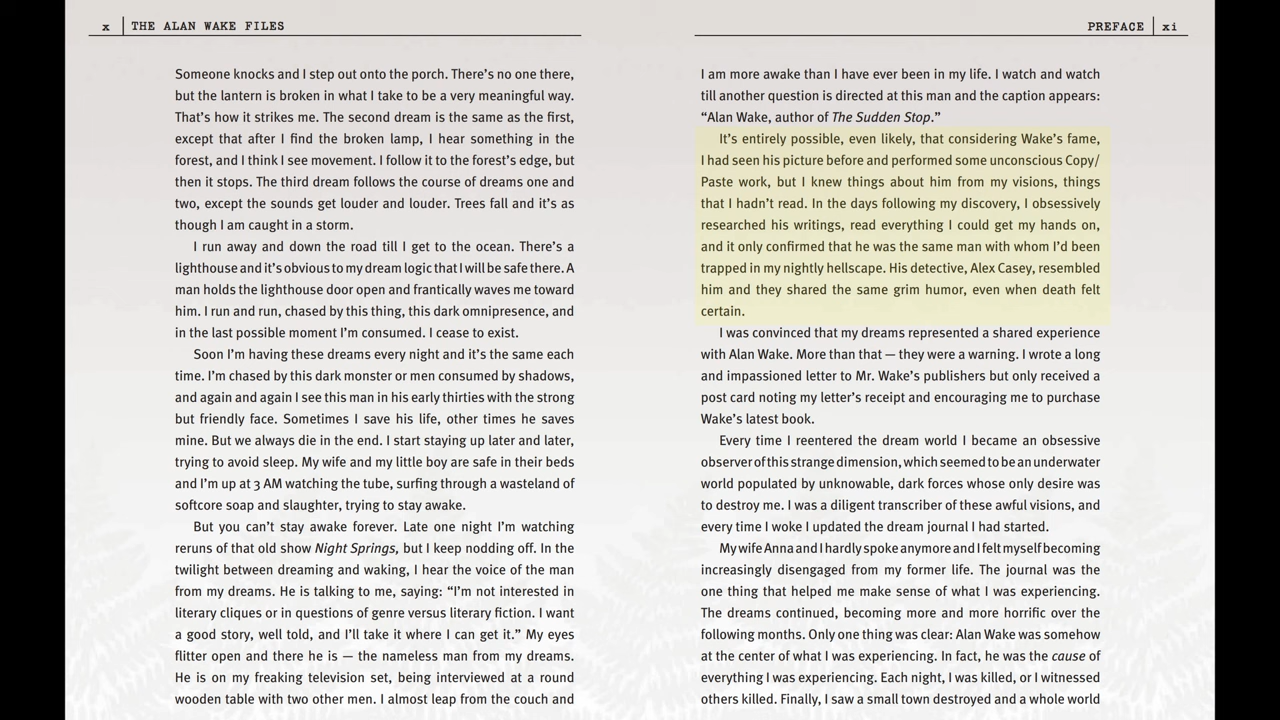 x THE ALAN WAKE FILES
Someone knocks and I step out onto the porch. There's no one there,
but the lantern is broken in what I take to be a very meaningful way.
That's how it strikes me. The second dream is the same as the first,
except that after I find the broken lamp, I hear something in the
forest, and I think I see movement. I follow it to the forest's edge, but
then it stops. The third dream follows the course of dreams one and
two, except the sounds get louder and louder. Trees fall and it's as
though I am caught in a storm.
I run away and down the road till I get to the ocean. There's a
lighthouse and it's obvious to my dream logic that I will be safe there. A
man holds the lighthouse door open and frantically waves me toward
him. I run and run, chased by this thing, this dark omnipresence, and
in the last possible moment I'm consumed. I cease to exist.
Soon I'm having these dreams every night and it's the same each
time. I'm chased by this dark monster or men consumed by shadows,
and again and again I see this man in his early thirties with the strong
but friendly face. Sometimes I save his life, other times he saves
mine. But we always die in the end. I start staying up later and later,
trying to avoid sleep. My wife and my little boy are safe in their beds
and I'm up at 3 AM watching the tube, surfing through a wasteland of
softcore soap and slaughter, trying to stay awake.
But you can't stay awake forever. Late one night I'm watching
reruns of that old show Night Springs, but I keep nodding off. In the
twilight between dreaming and waking, I hear the voice of the man
from my dreams. He is talking to me, saying: "I'm not interested in
literary cliques or in questions of genre versus literary fiction. I want
a good story, well told, and I'll take it where I can get it." My eyes
flitter open and there he is — the nameless man from my dreams.
He is on my freaking television set, being interviewed at a round
wooden table with two other men. I almost leap from the couch and
PREFACE xi
I am more awake than I have ever been in my life. I watch and watch
till another question is directed at this man and the caption appears:
"Alan Wake, author of The Sudden Stop."
It's entirely possible, even likely, that considering Wake's fame,
I had seen his picture before and performed some unconscious Copy/
Paste work, but I knew things about him from my visions, things
that I hadn't read. In the days following my discovery, I obsessively
researched his writings, read everything I could get my hands on,
and it only confirmed that he was the same man with whom I'd been
trapped in my nightly hellscape. His detective, Alex Casey, resembled
him and they shared the same grim humor, even when death felt
certain.
I was convinced that my dreams represented a shared experience
with Alan Wake. More than that — they were a warning. I wrote a long
and impassioned letter to Mr. Wake's publishers but only received a
post card noting my letter's receipt and encouraging me to purchase
Wake's latest book.
Every time I reentered the dream world I became an obsessive
observer of this strange dimension, which seemed to be an underwater
world populated by unknowable, dark forces whose only desire was
to destroy me. I was a diligent transcriber of these awful visions, and
every time I woke I updated the dream journal I had started.
My wife Anna and I hardly spoke anymore and I felt myself becoming
increasingly disengaged from my former life. The journal was the
one thing that helped me make sense of what I was experiencing.
The dreams continued, becoming more and more horrific over the
following months. Only one thing was clear: Alan Wake was somehow
at the center of what I was experiencing. In fact, he was the cause of
everything I was experiencing. Each night, I was killed, or I witnessed
others killed. Finally, I saw a small town destroyed and a whole world